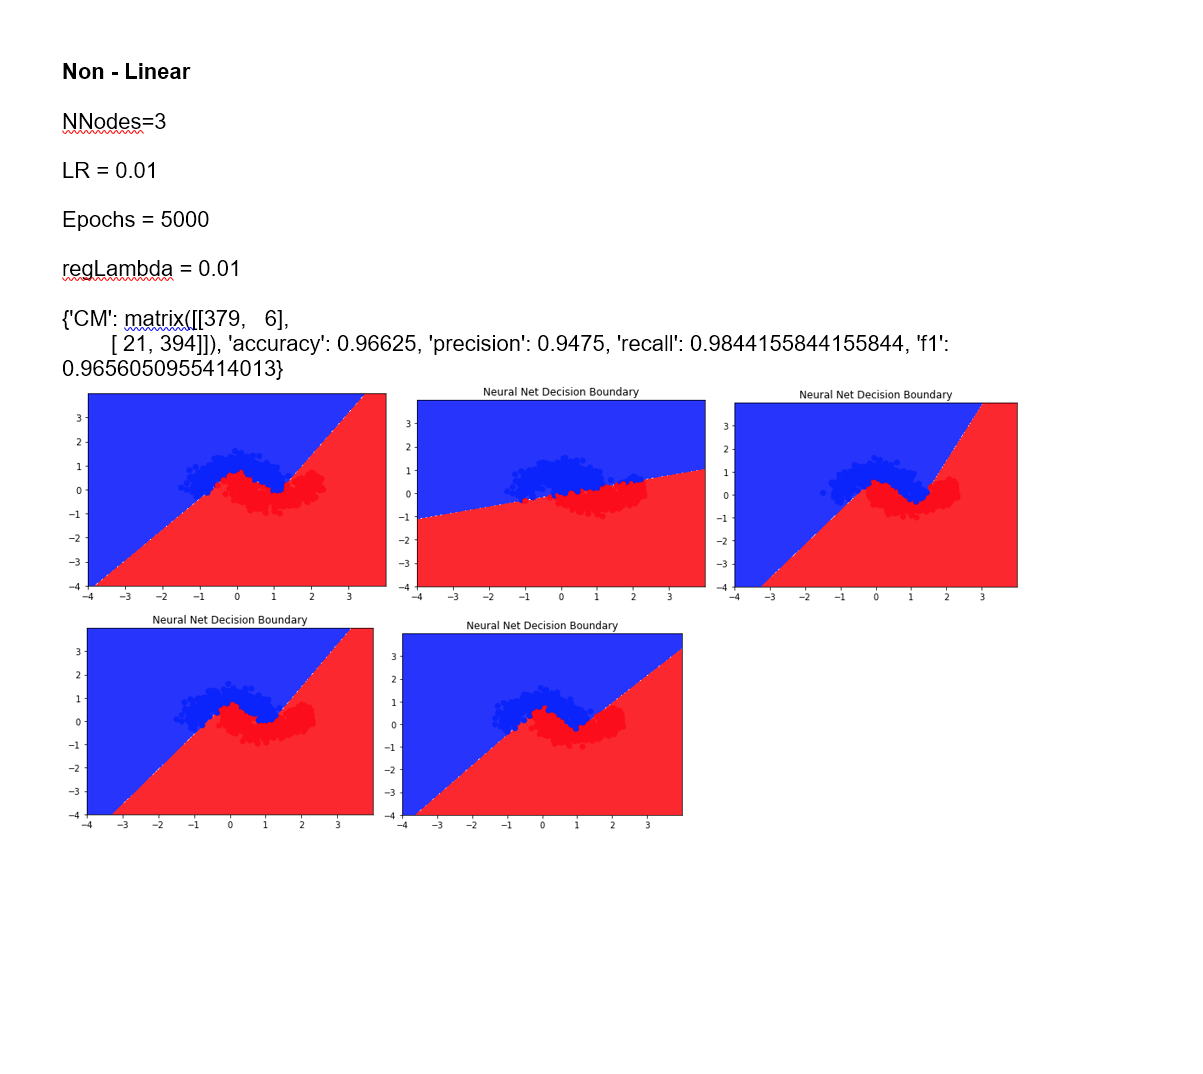 Non - Linear
NNodes=3
LR = 0.01
Epochs = 5000
regLambda = 0.01
{'CM': matrix([[379,   6],
        [ 21, 394]]), 'accuracy': 0.96625, 'precision': 0.9475, 'recall': 0.9844155844155844, 'f1':
0.9656050955414013}
3
2
1
0
−1
−2
−3
−4
−4 −3 −2 −1 0 1 2 3
Neural Net Decision Boundary
3
2
1
0
−1
−2
−3
−4
−4 −3 −2 −1 0 1 2 3
Neural Net Decision Boundary
3
2
1
0
−1
−2
−3
−4
−4 −3 −2 −1 0 1 2 3
Neural Net Decision Boundary
3
2
1
0
−1
−2
−3
−4
−4 −3 −2 −1 0 1 2 3
Neural Net Decision Boundary
3
2
1
0
−1
−2
−3
−4
−4 −3 −2 −1 0 1 2 3